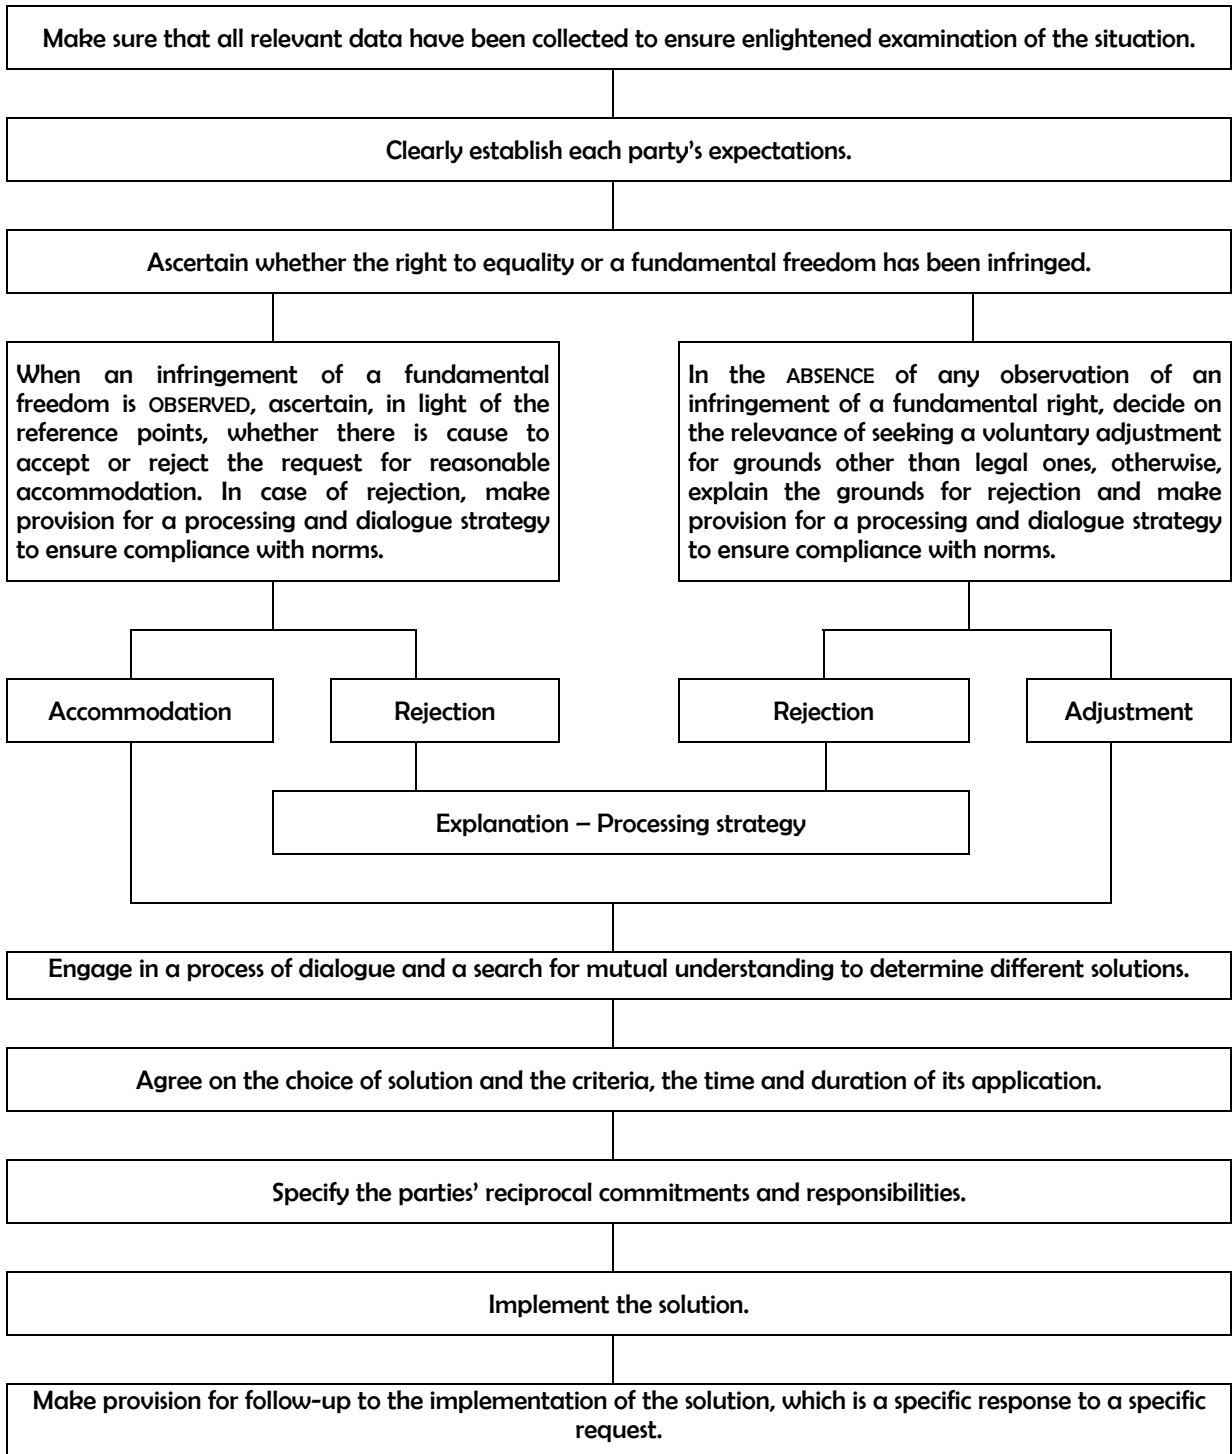 Make sure that all relevant data have been collected to ensure enlightened examination of the situation.
Clearly establish each party’s expectations.
Ascertain whether the right to equality or a fundamental freedom has been infringed.
When an infringement of a fundamental
freedom is OBSERVED, ascertain, in light of the
reference points, whether there is cause to
accept or reject the request for reasonable
accommodation. In case of rejection, make
provision for a processing and dialogue strategy
to ensure compliance with norms.
In the ABSENCE of any observation of an
infringement of a fundamental right, decide on
the relevance of seeking a voluntary adjustment
for grounds other than legal ones, otherwise,
explain the grounds for rejection and make
provision for a processing and dialogue strategy
to ensure compliance with norms.
Accommodation
Rejection
Rejection
Adjustment
Explanation – Processing strategy
Engage in a process of dialogue and a search for mutual understanding to determine different solutions.
Agree on the choice of solution and the criteria, the time and duration of its application.
Specify the parties’ reciprocal commitments and responsibilities.
Implement the solution.
Make provision for follow-up to the implementation of the solution, which is a specific response to a specific
request.